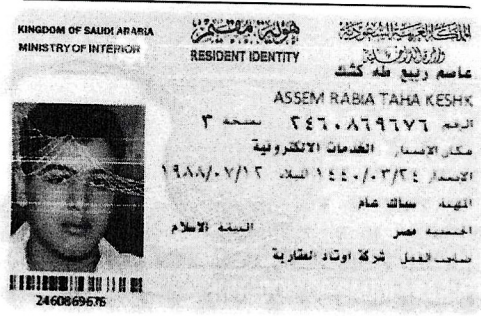 KINGDOM OF SAUDI ARABIA
MINISTRY OF INTERIOR
هوية مقيم
RESIDENT IDENTITY
المملكة العربية السعودية
وزارة الداخلية
عاصم ربيع طه كشك
ASSEM RABIA TAHA KESHK
الرقم ٢٤٦٠٨٦٩٦٧٦ نسخة ٣
مكان الاصدار الخدمات الالكترونية
الاصدار ١٤٤٠/٠٣/٢٤ الميلاد ١٩٨٨/٠٧/١٢
المهنة سباك عام
الجنسية مصر الديانة الاسلام
صاحب العمل شركة اوتاد العقارية
2460869676